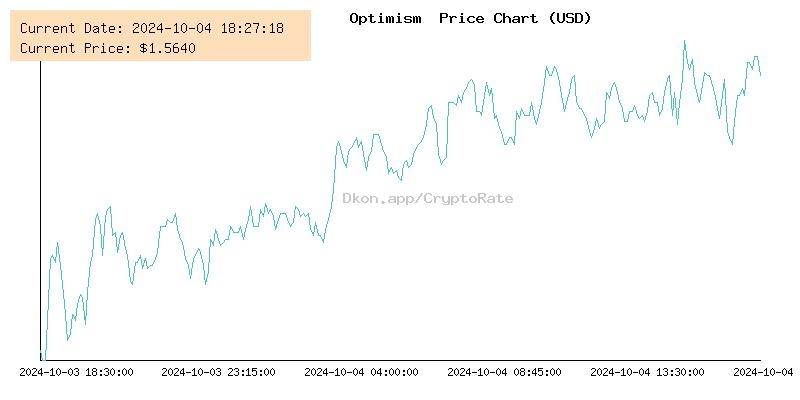 Optimism  Price Chart (USD)
Current Date: 2024-10-04 18:27:18
Current Price: $1.5640
Dkon.app/CryptoRate
2024-10-03 18:30:00
2024-10-03 23:15:00
2024-10-04 04:00:00
2024-10-04 08:45:00
2024-10-04 13:30:00
2024-10-04